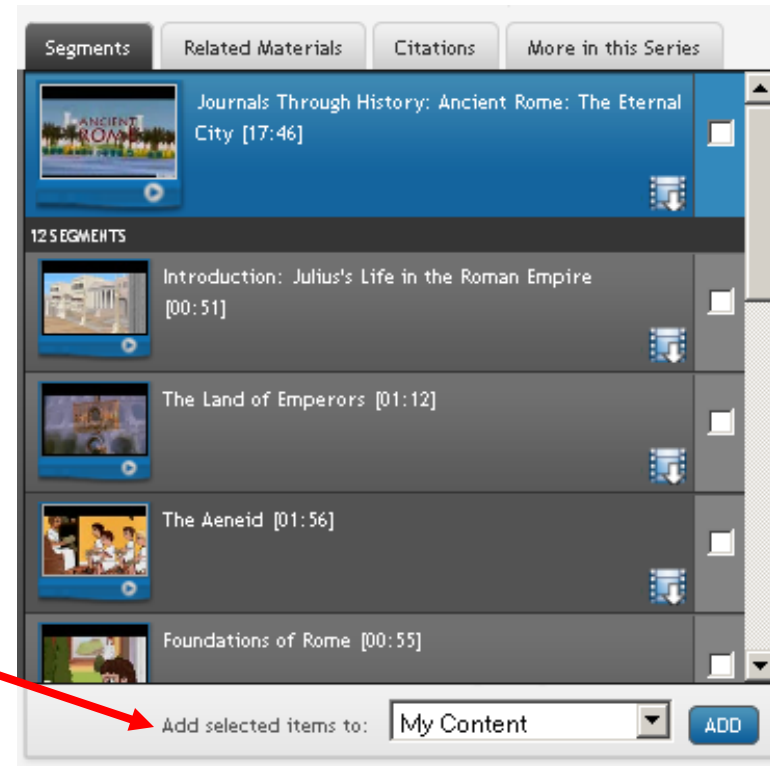 Segments Related Materials Citations More in this Series
ANCIENT
ROME
Journals Through History: Ancient Rome: The Eternal
City [17:46]
12 SEGMENTS
Introduction: Julius's Life in the Roman Empire
[00:51]
The Land of Emperors [01:12]
The Aeneid [01:56]
Foundations of Rome [00:55]
Add selected items to: My Content ADD